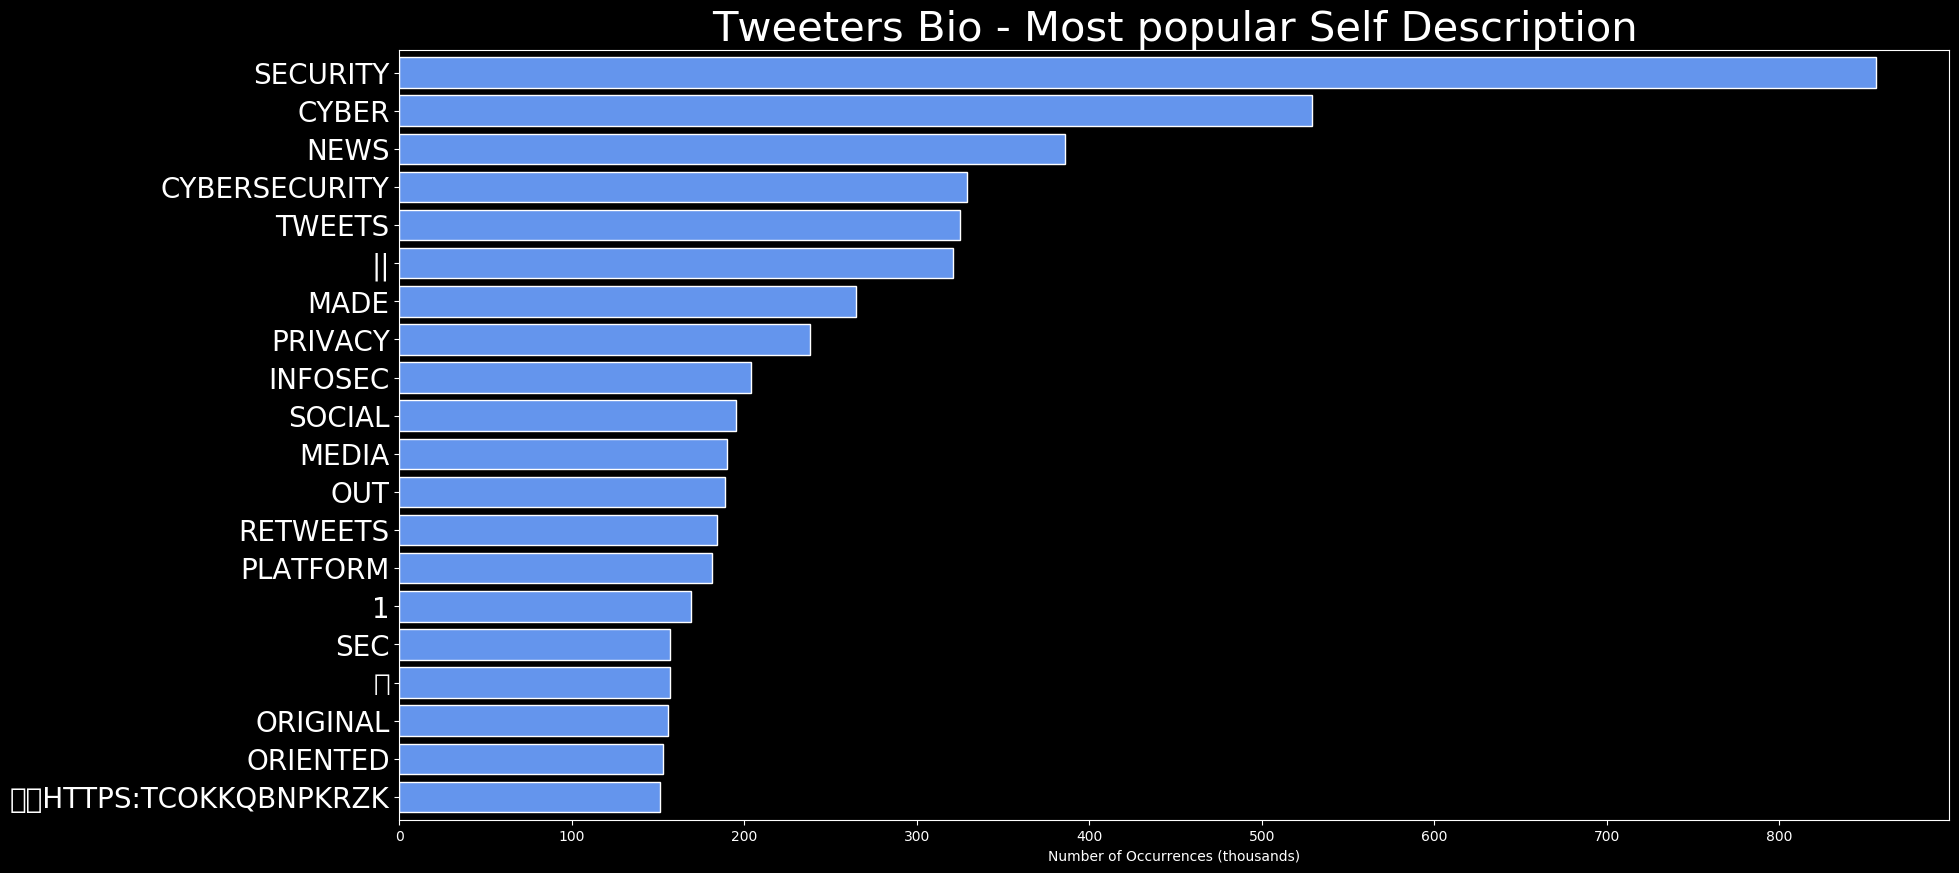 Tweeters Bio - Most popular Self Description
SECURITY
CYBER
NEWS
CYBERSECURITY
TWEETS
||
MADE
PRIVACY
INFOSEC
SOCIAL
MEDIA
OUT
RETWEETS
PLATFORM
1
SEC
ORIGINAL
ORIENTED
HTTPS:TCOKKQBNPKRZK
0 100 200 300 400 500 600 700 800
Number of Occurrences (thousands)